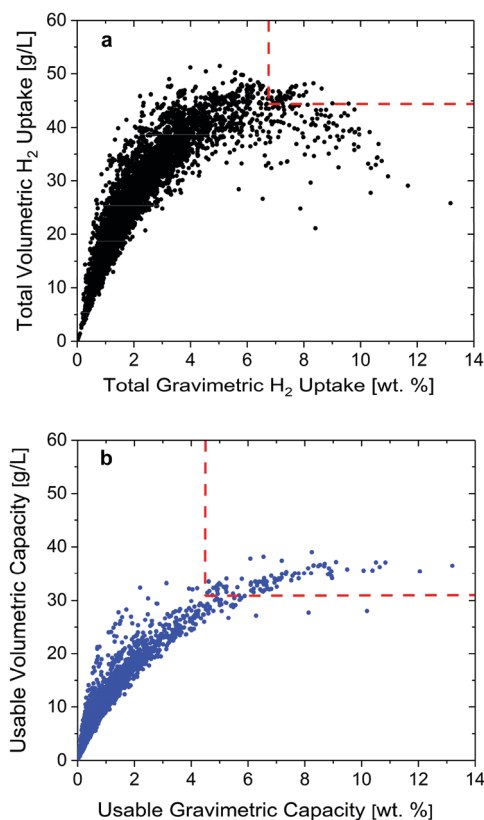 a
Total Volumetric H₂ Uptake [g/L]
60
50
40
30
20
10
0
0 2 4 6 8 10 12 14
Total Gravimetric H₂ Uptake [wt. %]
b
Usable Volumetric Capacity [g/L]
60
50
40
30
20
10
0
0 2 4 6 8 10 12 14
Usable Gravimetric Capacity [wt. %]